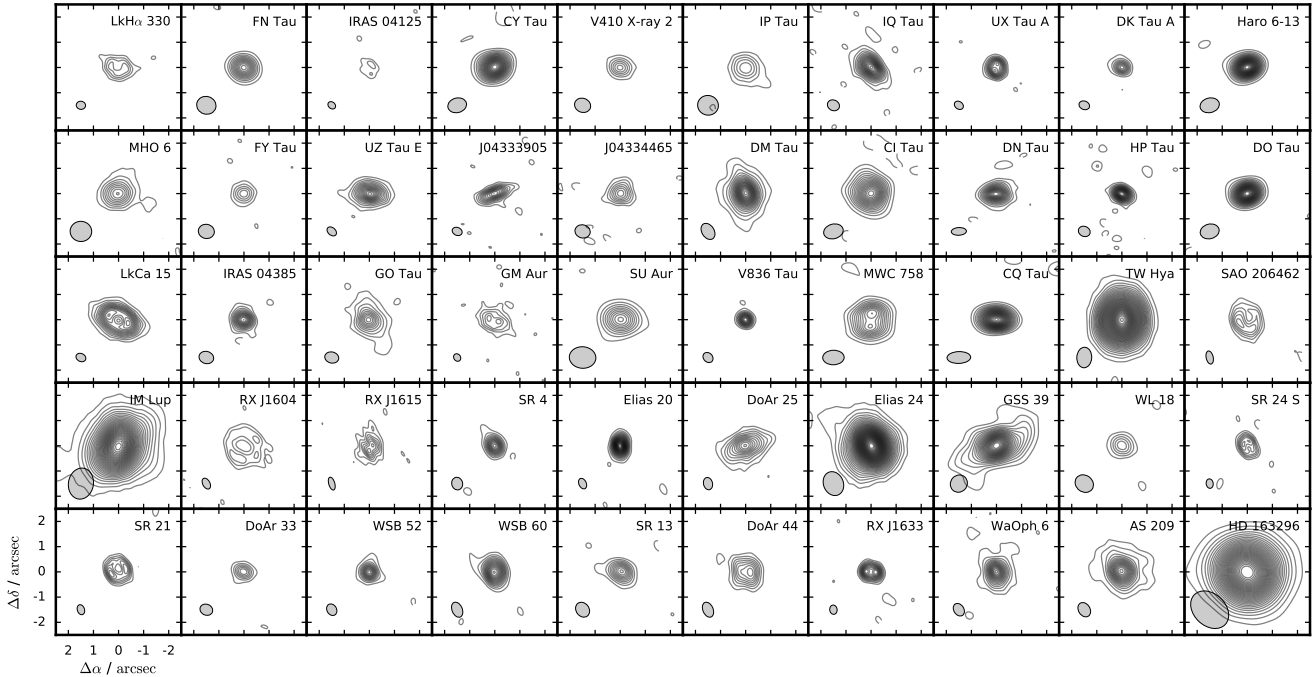 LkHα 330 FN Tau IRAS 04125 CY Tau V410 X-ray 2 IP Tau IQ Tau UX Tau A DK Tau A Haro 6-13
MHO 6 FY Tau UZ Tau E J04333905 J04334465 DM Tau CI Tau DN Tau HP Tau DO Tau
LkCa 15 IRAS 04385 GO Tau GM Aur SU Aur V836 Tau MWC 758 CQ Tau TW Hya SAO 206462
IM Lup RX J1604 RX J1615 SR 4 Elias 20 DoAr 25 Elias 24 GSS 39 WL 18 SR 24 S
SR 21 DoAr 33 WSB 52 WSB 60 SR 13 DoAr 44 RX J1633 WaOph 6 AS 209 HD 163296
2
1
0
-1
-2
Δδ / arcsec
2 1 0 -1 -2
Δα / arcsec